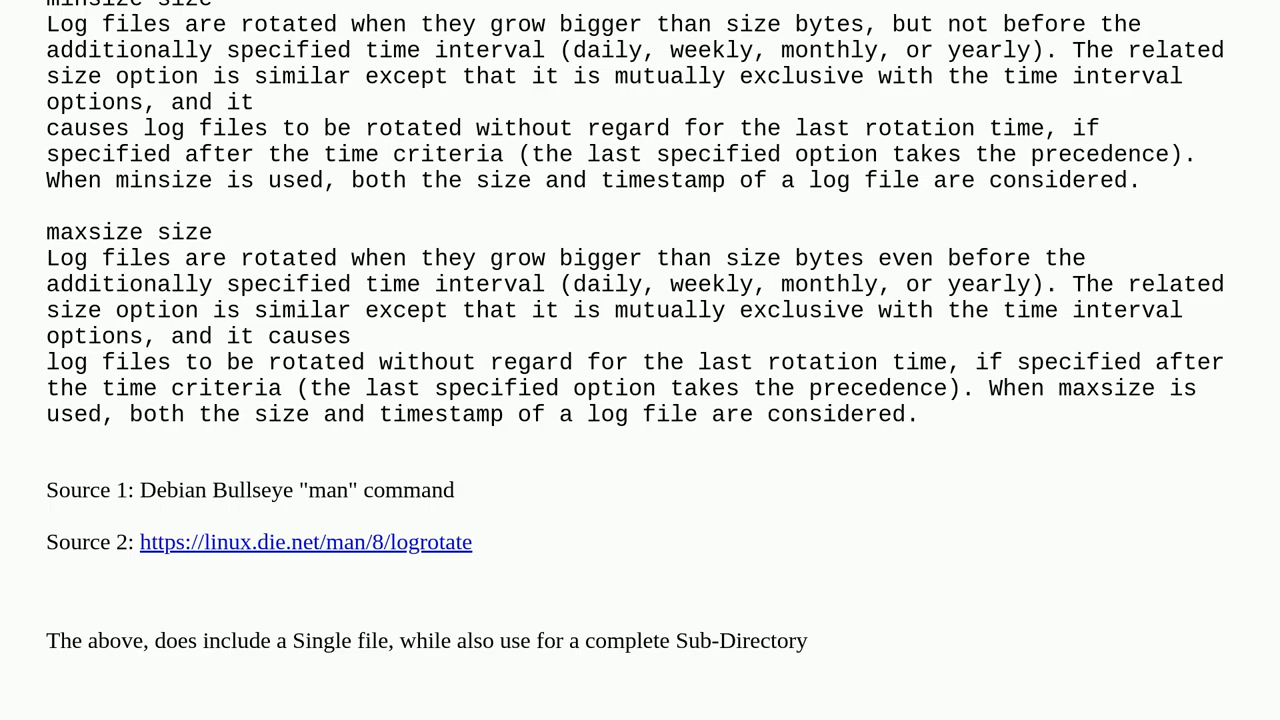 minsize size
Log files are rotated when they grow bigger than size bytes, but not before the
additionally specified time interval (daily, weekly, monthly, or yearly). The related
size option is similar except that it is mutually exclusive with the time interval
options, and it
causes log files to be rotated without regard for the last rotation time, if
specified after the time criteria (the last specified option takes the precedence).
When minsize is used, both the size and timestamp of a log file are considered.
maxsize size
Log files are rotated when they grow bigger than size bytes even before the
additionally specified time interval (daily, weekly, monthly, or yearly). The related
size option is similar except that it is mutually exclusive with the time interval
options, and it causes
log files to be rotated without regard for the last rotation time, if specified after
the time criteria (the last specified option takes the precedence). When maxsize is
used, both the size and timestamp of a log file are considered.
Source 1: Debian Bullseye "man" command
Source 2: https://linux.die.net/man/8/logrotate
The above, does include a Single file, while also use for a complete Sub-Directory